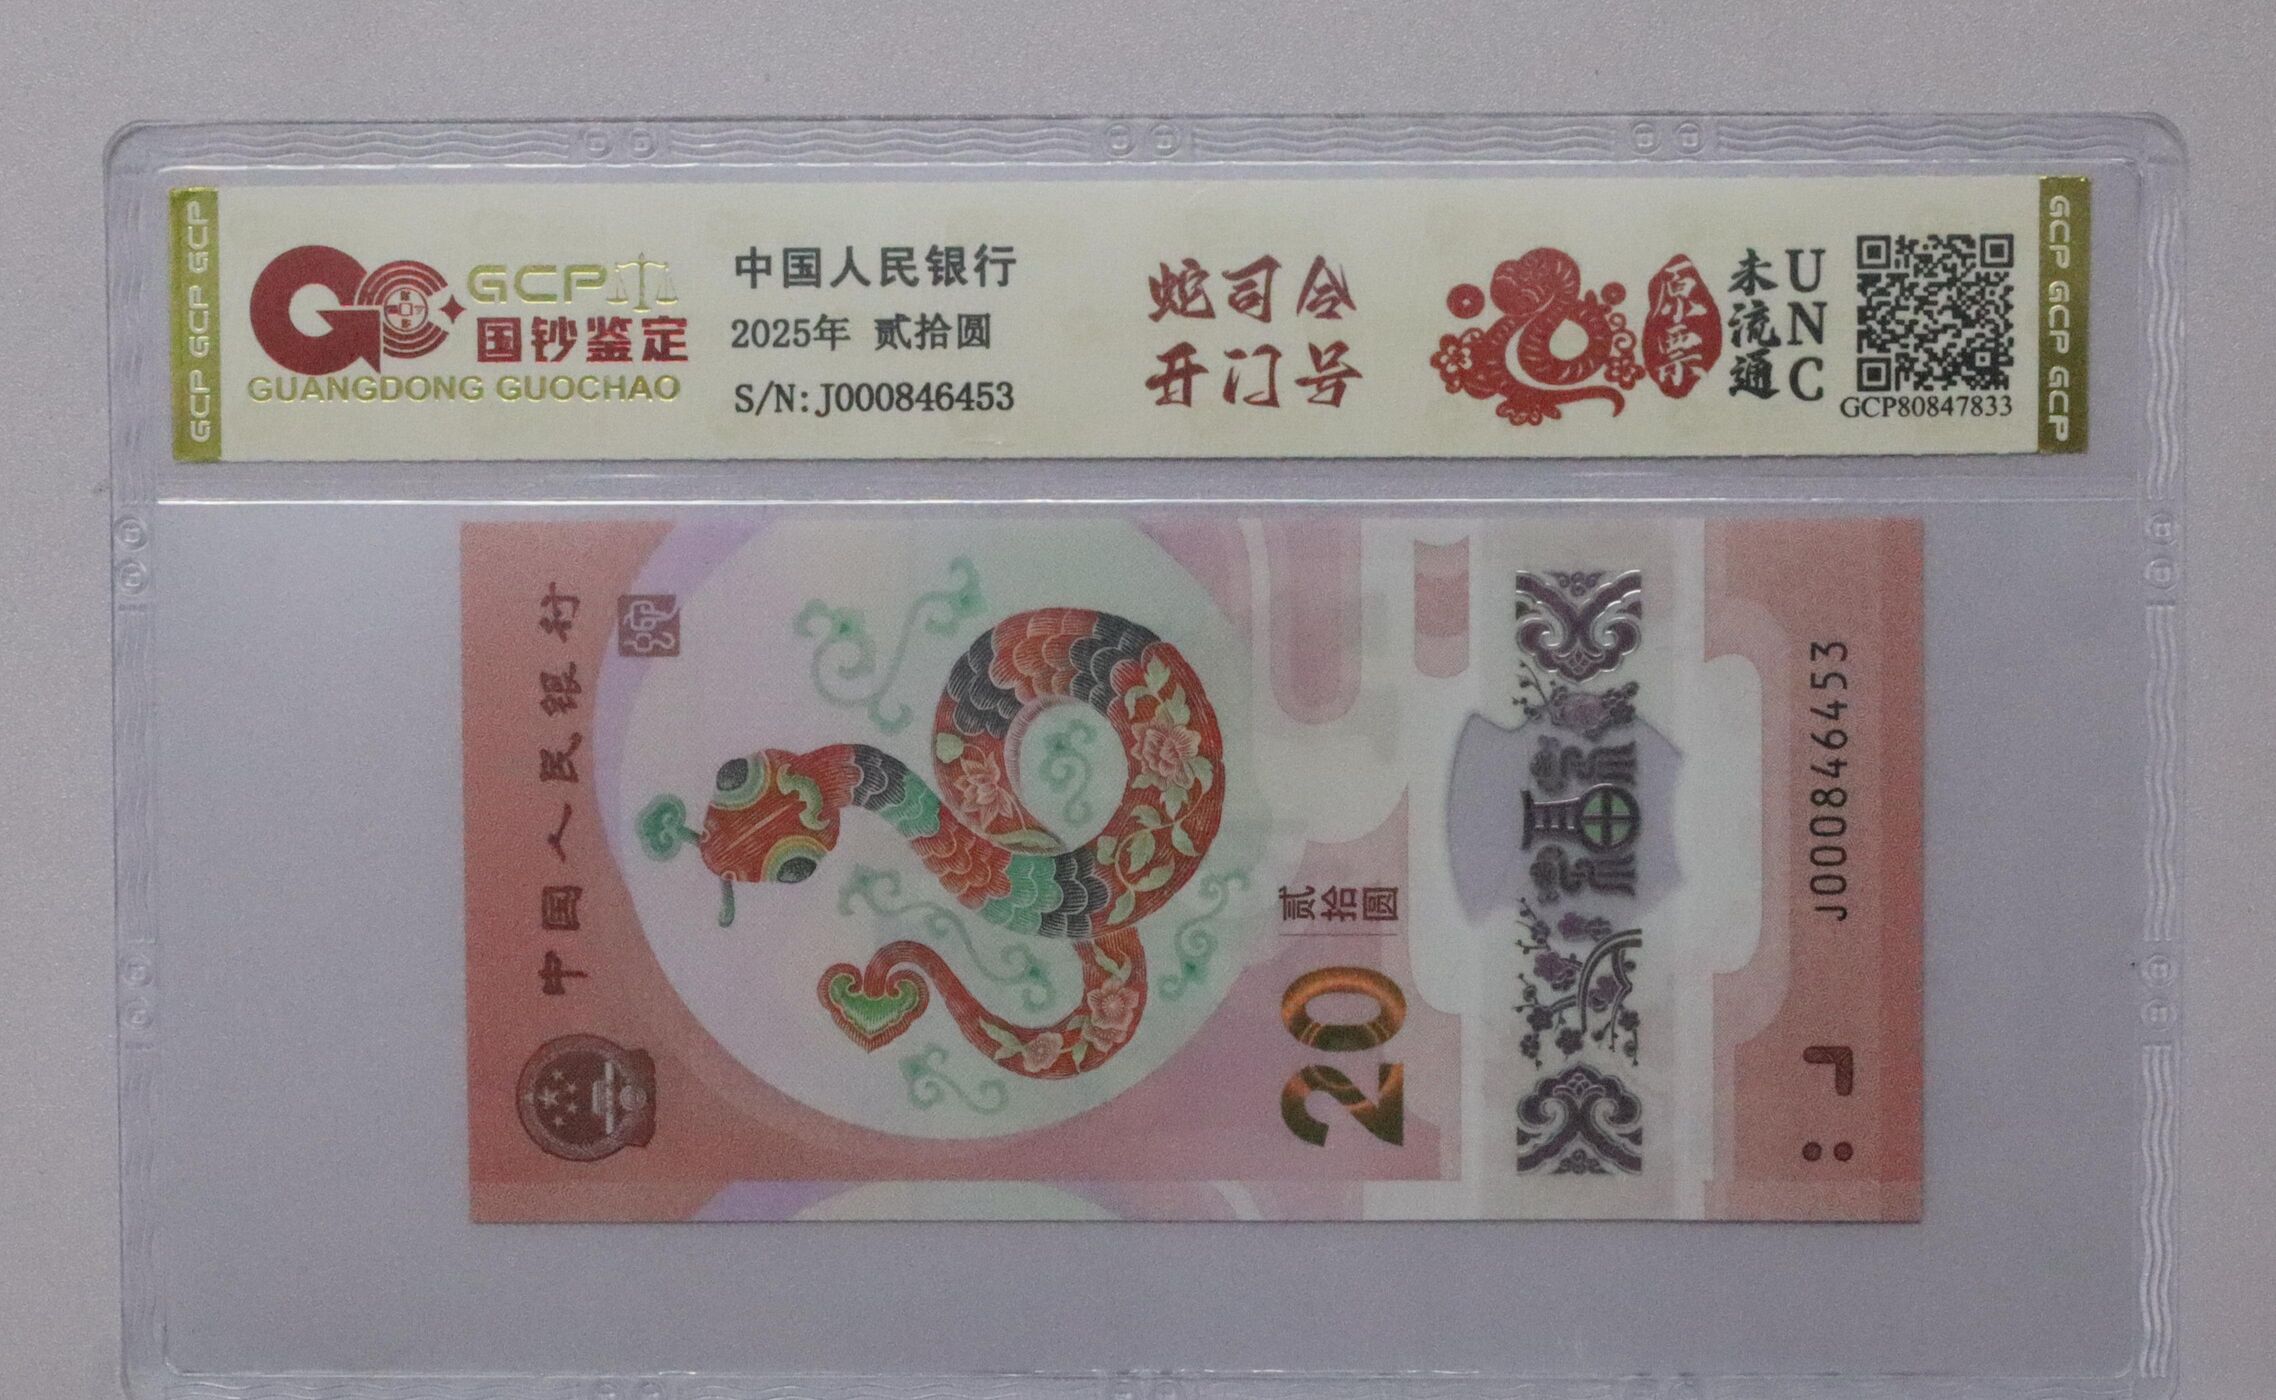 GCP GCP GCP
GCP
国钞鉴定
GUANGDONG GUOCHAO
中国人民银行
2025年 贰拾圆
S/N:J000846453
蛇司令
开门号
原票
未流通
UNC
GCP80847833
GCP GCP GCP
中国人民银行
20
贰拾圆
福
J000846453